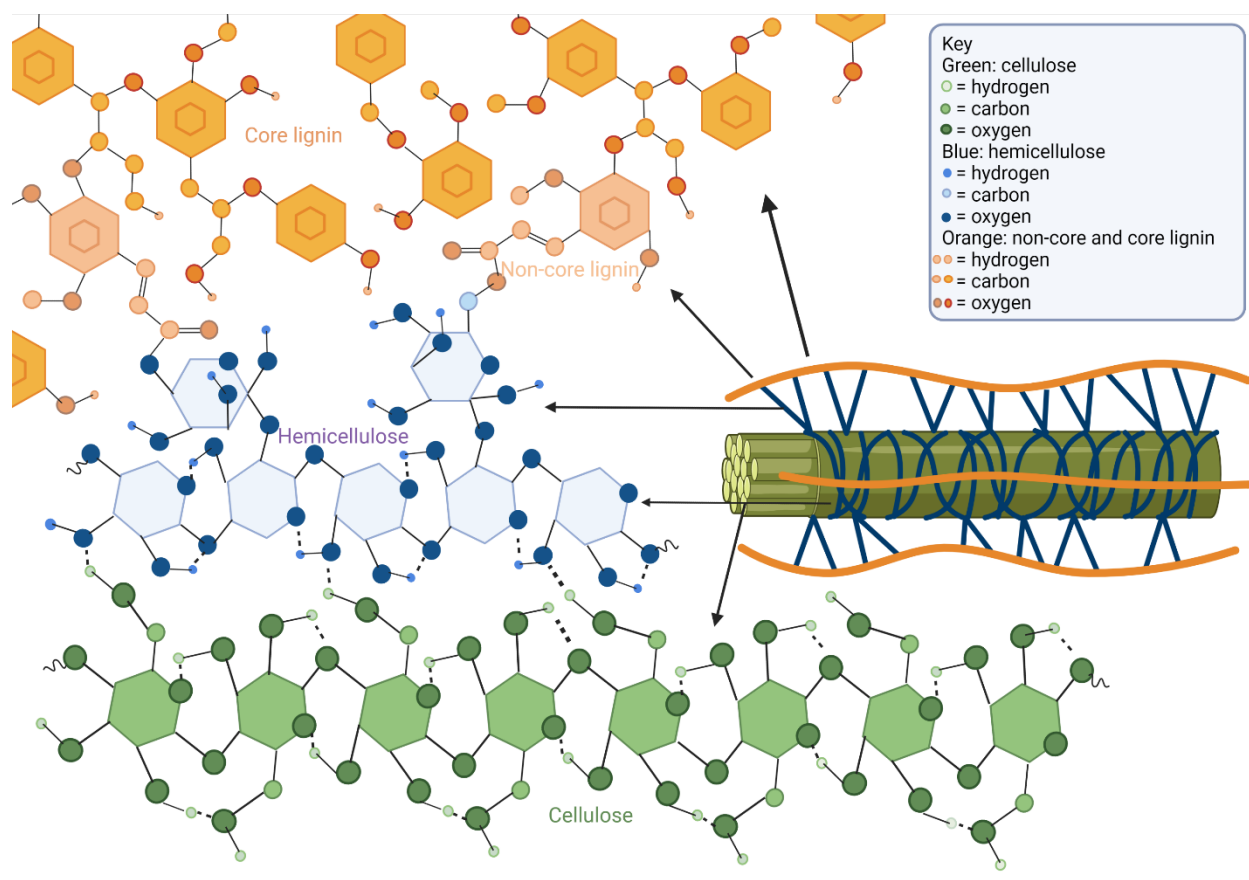 Key
Green: cellulose
= hydrogen
= carbon
= oxygen
Blue: hemicellulose
= hydrogen
= carbon
= oxygen
Orange: non-core and core lignin
= hydrogen
= carbon
= oxygen
Core lignin
Non-core lignin
Hemicellulose
Cellulose